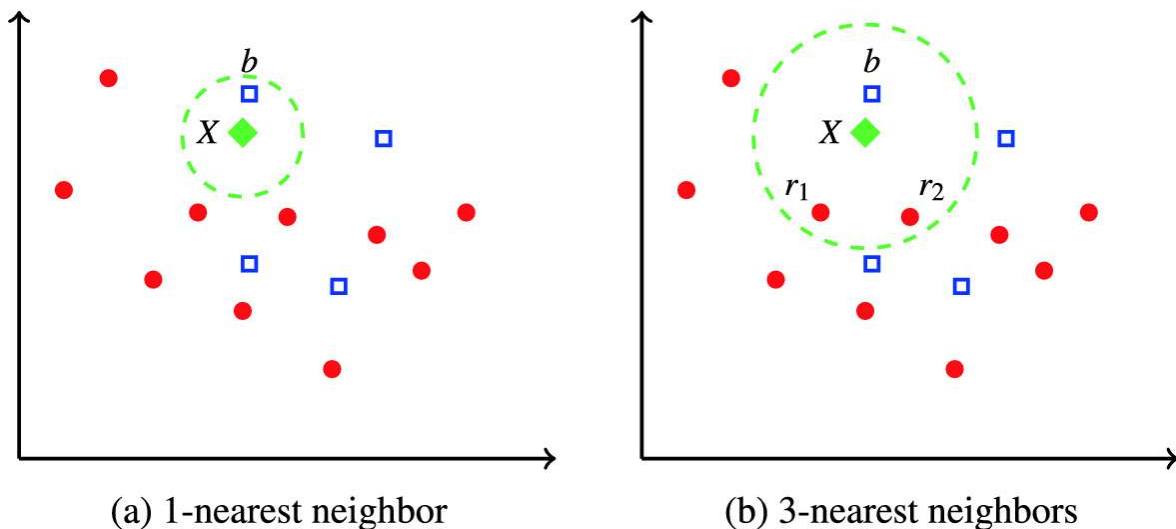 b
X
(a) 1-nearest neighbor
b
X
r1
r2
(b) 3-nearest neighbors